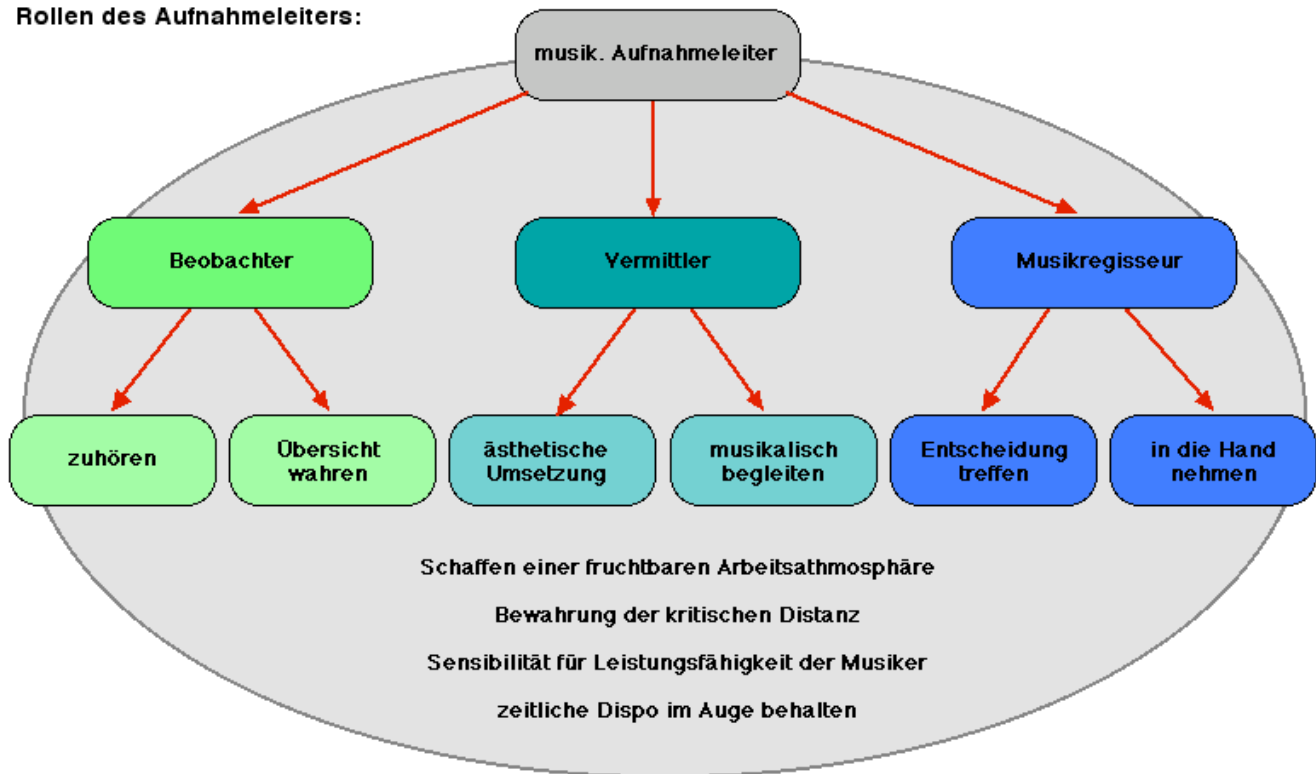 Rollen des Aufnahmeleiters:
musik. Aufnahmeleiter
Beobachter
Vermittler
Musikregisseur
zuhören
Übersicht
wahren
ästhetische
Umsetzung
musikalisch
begleiten
Entscheidung
treffen
in die Hand
nehmen
Schaffen einer fruchtbaren Arbeitsathmosphäre
Bewahrung der kritischen Distanz
Sensibilität für Leistungsfähigkeit der Musiker
zeitliche Dispo im Auge behalten